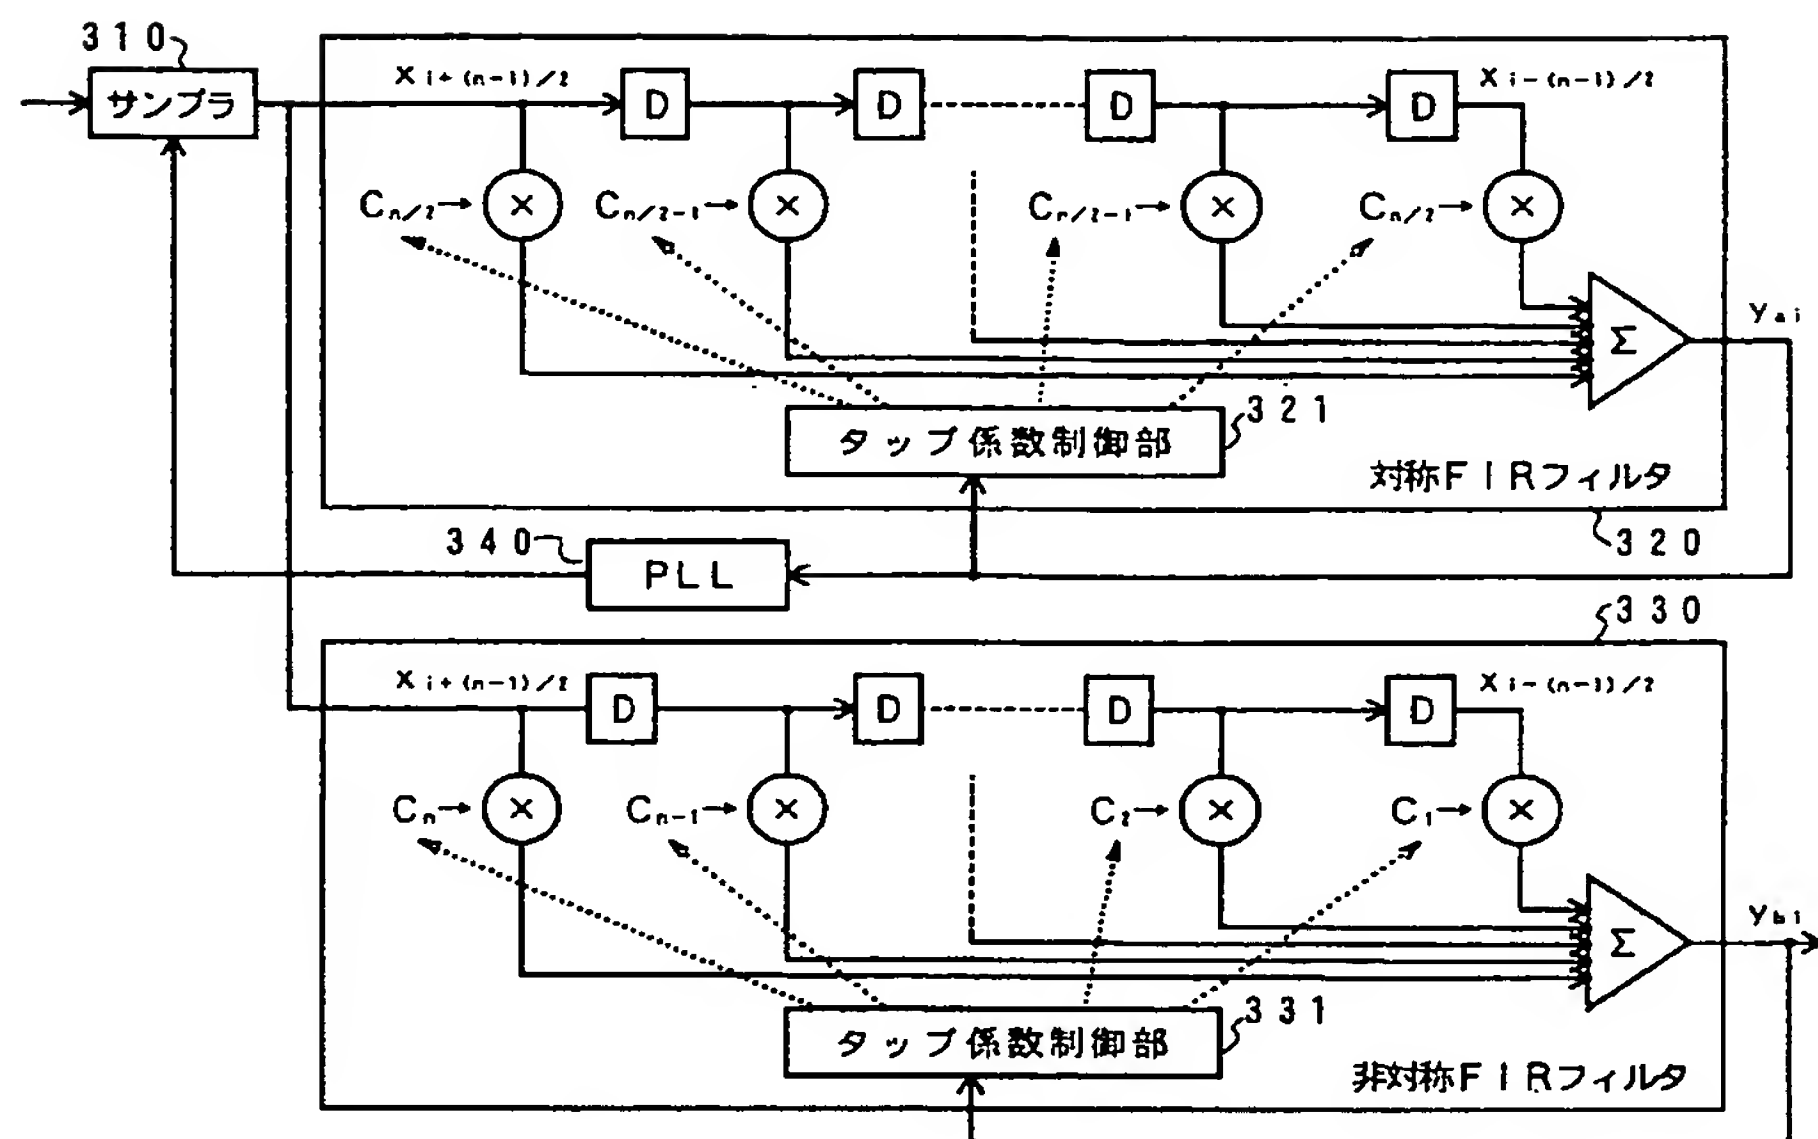 310
サンプラ
X i+(n-1)/2
D
D
D
D
X i-(n-1)/2
C n/2
×
C n/2-1
×
C n/2-1
×
C n/2
×
Σ
y ai
タップ係数制御部
321
対称FIRフィルタ
320
340
PLL
330
X i+(n-1)/2
D
D
D
D
X i-(n-1)/2
C n
×
C n-1
×
C 2
×
C 1
×
Σ
y bi
タップ係数制御部
331
非対称FIRフィルタ